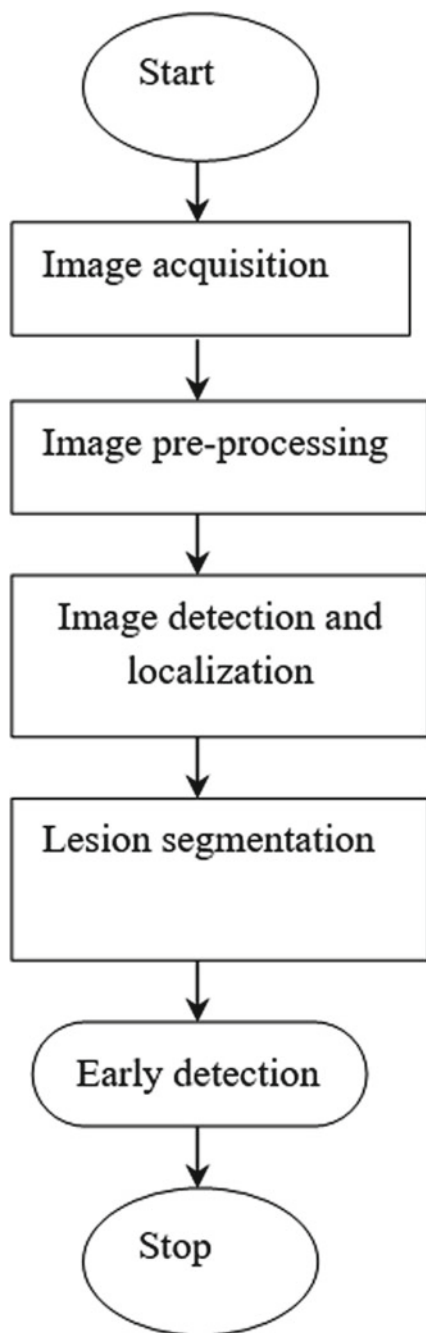 Start
Image acquisition
Image pre-processing
Image detection and
localization
Lesion segmentation
Early detection
Stop